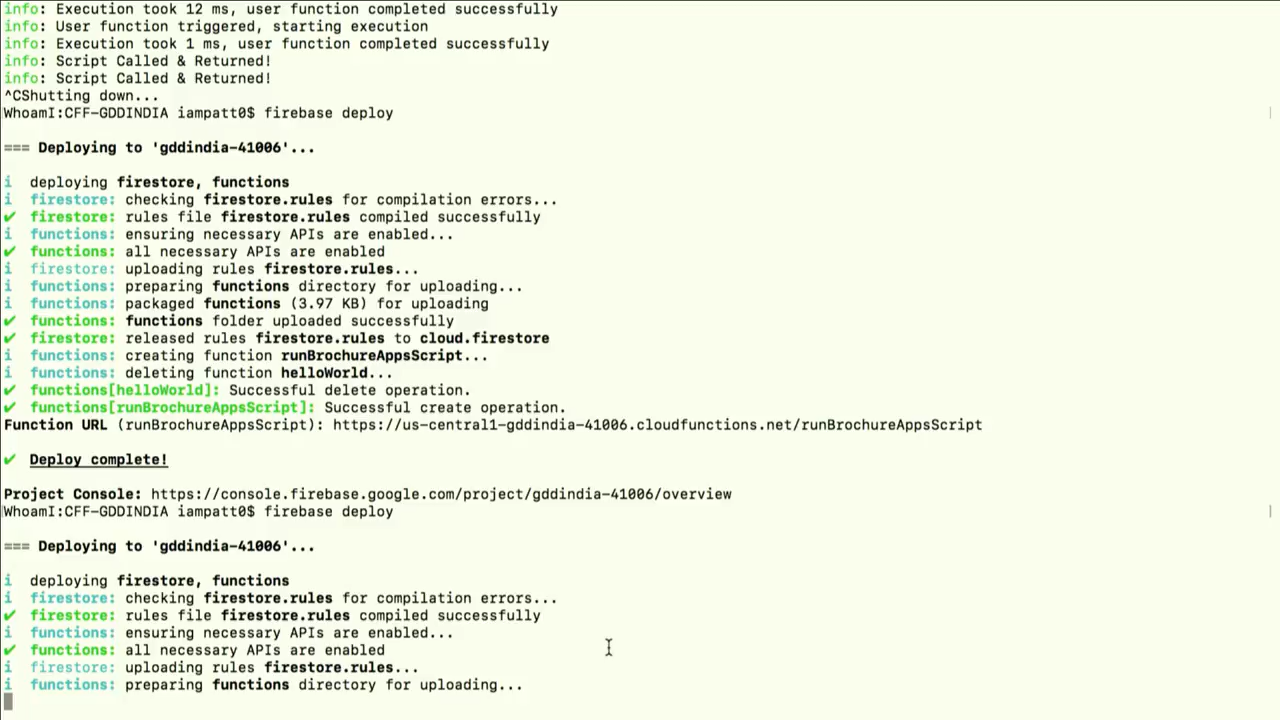 info: Execution took 12 ms, user function completed successfully
info: User function triggered, starting execution
info: Execution took 1 ms, user function completed successfully
info: Script Called & Returned!
info: Script Called & Returned!
^CShutting down...
WhoamI:CFF-GDDINDIA iampatt0$ firebase deploy
=== Deploying to 'gddindia-41006'...
i deploying firestore, functions
i firestore: checking firestore.rules for compilation errors...
✔ firestore: rules file firestore.rules compiled successfully
i functions: ensuring necessary APIs are enabled...
✔ functions: all necessary APIs are enabled
i firestore: uploading rules firestore.rules...
i functions: preparing functions directory for uploading...
i functions: packaged functions (3.97 KB) for uploading
✔ functions: functions folder uploaded successfully
✔ firestore: released rules firestore.rules to cloud.firestore
i functions: creating function runBrochureAppsScript...
i functions: deleting function helloWorld...
✔ functions[helloWorld]: Successful delete operation.
✔ functions[runBrochureAppsScript]: Successful create operation.
Function URL (runBrochureAppsScript): https://us-central1-gddindia-41006.cloudfunctions.net/runBrochureAppsScript
✔ Deploy complete!
Project Console: https://console.firebase.google.com/project/gddindia-41006/overview
WhoamI:CFF-GDDINDIA iampatt0$ firebase deploy
=== Deploying to 'gddindia-41006'...
i deploying firestore, functions
i firestore: checking firestore.rules for compilation errors...
✔ firestore: rules file firestore.rules compiled successfully
i functions: ensuring necessary APIs are enabled...
✔ functions: all necessary APIs are enabled
i firestore: uploading rules firestore.rules...
i functions: preparing functions directory for uploading...